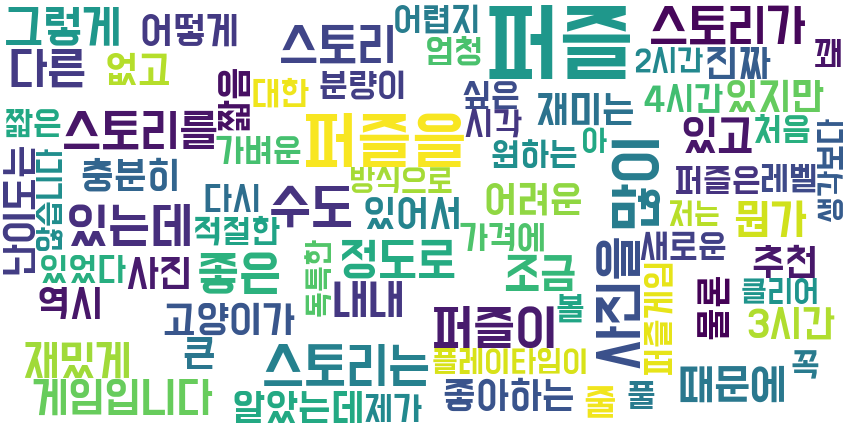 그렇게 어떻게 스토리 어렵지 퍼즐 스토리가 꽤
다른 없고 짧음 대한 분량이 엄청 2시간 진짜
짧은 스토리를 가벼운 퍼즐을 싶은 시각 재미는 4시간 있지만
난이도는 않습니다 충분히 다시 방식으로 원하는 아 많이 있고 처음 생각보다
있는데 적절한 수도 있어서 어려운 퍼즐은 레벨
있었다 사진 좋은 독특한 정도로 가격에 저는 뭔가
역시 내내 조금 사진을 새로운 추천
고양이가 퍼즐이 볼 퍼즐게임 물론 클리어 3시간
재밌게 큰 스토리는 플레이타임이 때문에 꼭
게임입니다 알았는데 제가 좋아하는 줄 풀